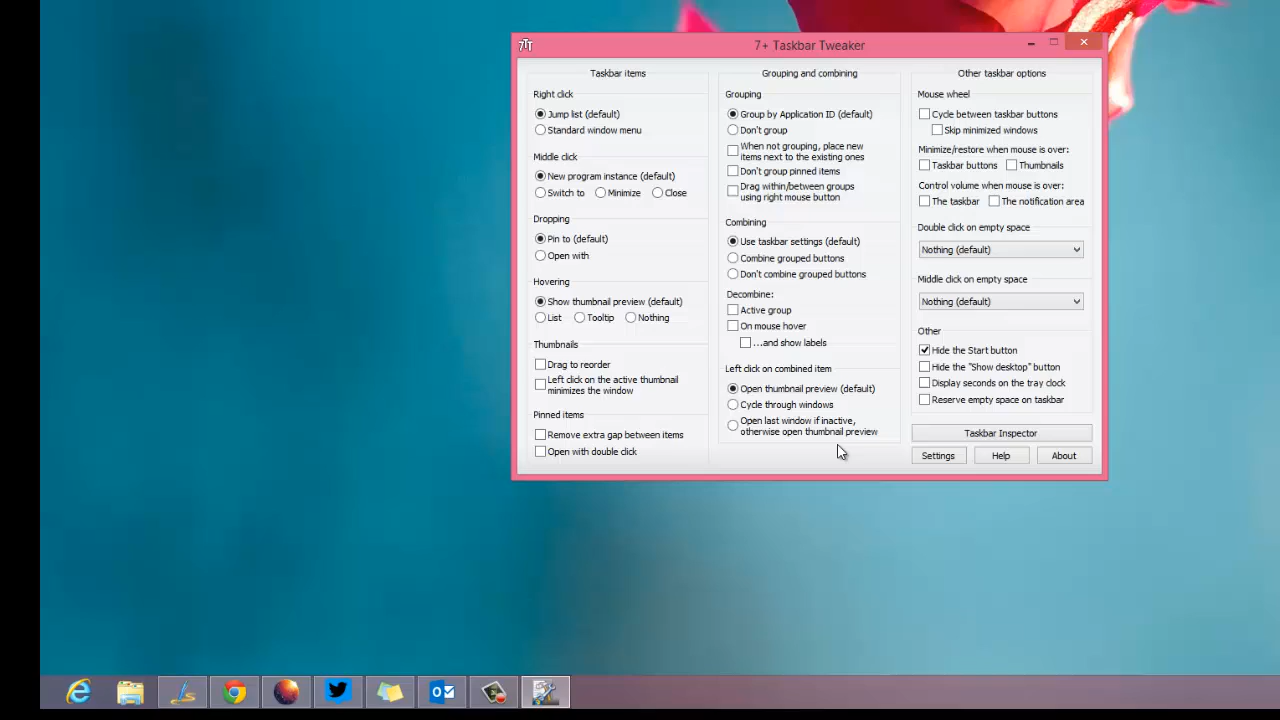 7+ Taskbar Tweaker
Taskbar items
Right click
Jump list (default)
Standard window menu
Middle click
New program instance (default)
Switch to Minimize Close
Dropping
Pin to (default)
Open with
Hovering
Show thumbnail preview (default)
List Tooltip Nothing
Thumbnails
Drag to reorder
Left click on the active thumbnail
minimizes the window
Pinned items
Remove extra gap between items
Open with double click
Grouping and combining
Grouping
Group by Application ID (default)
Don't group
When not grouping, place new
items next to the existing ones
Don't group pinned items
Drag within/between groups
using right mouse button
Combining
Use taskbar settings (default)
Combine grouped buttons
Don't combine grouped buttons
Decombine:
Active group
On mouse hover
...and show labels
Left click on combined item
Open thumbnail preview (default)
Cycle through windows
Open last window if inactive,
otherwise open thumbnail preview
Other taskbar options
Mouse wheel
Cycle between taskbar buttons
Skip minimized windows
Minimize/restore when mouse is over:
Taskbar buttons Thumbnails
Control volume when mouse is over:
The taskbar The notification area
Double click on empty space
Nothing (default)
Middle click on empty space
Nothing (default)
Other
Hide the Start button
Hide the "Show desktop" button
Display seconds on the tray clock
Reserve empty space on taskbar
Taskbar Inspector
Settings Help About